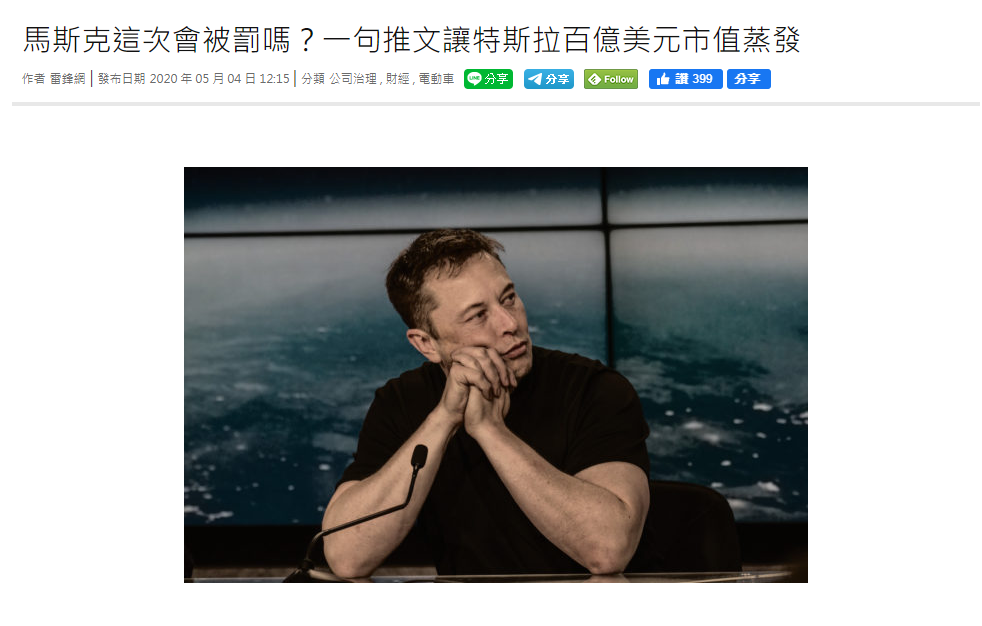 馬斯克這次會被罰嗎？一句推文讓特斯拉百億美元市值蒸發
作者 雷鋒網 | 發布日期 2020 年 05 月 04 日 12:15 | 分類 公司治理 , 財經 , 電動車 LINE 分享 分享 Follow 讚 399 分享